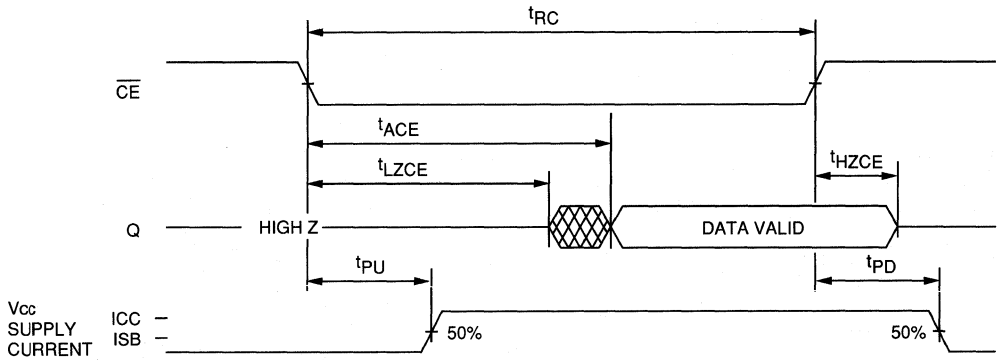 tRC
CE
tACE
tLZCE
tHZCE
Q
HIGH Z
DATA VALID
tPU
tPD
Vcc
SUPPLY
CURRENT
ICC
ISB
50%
50%